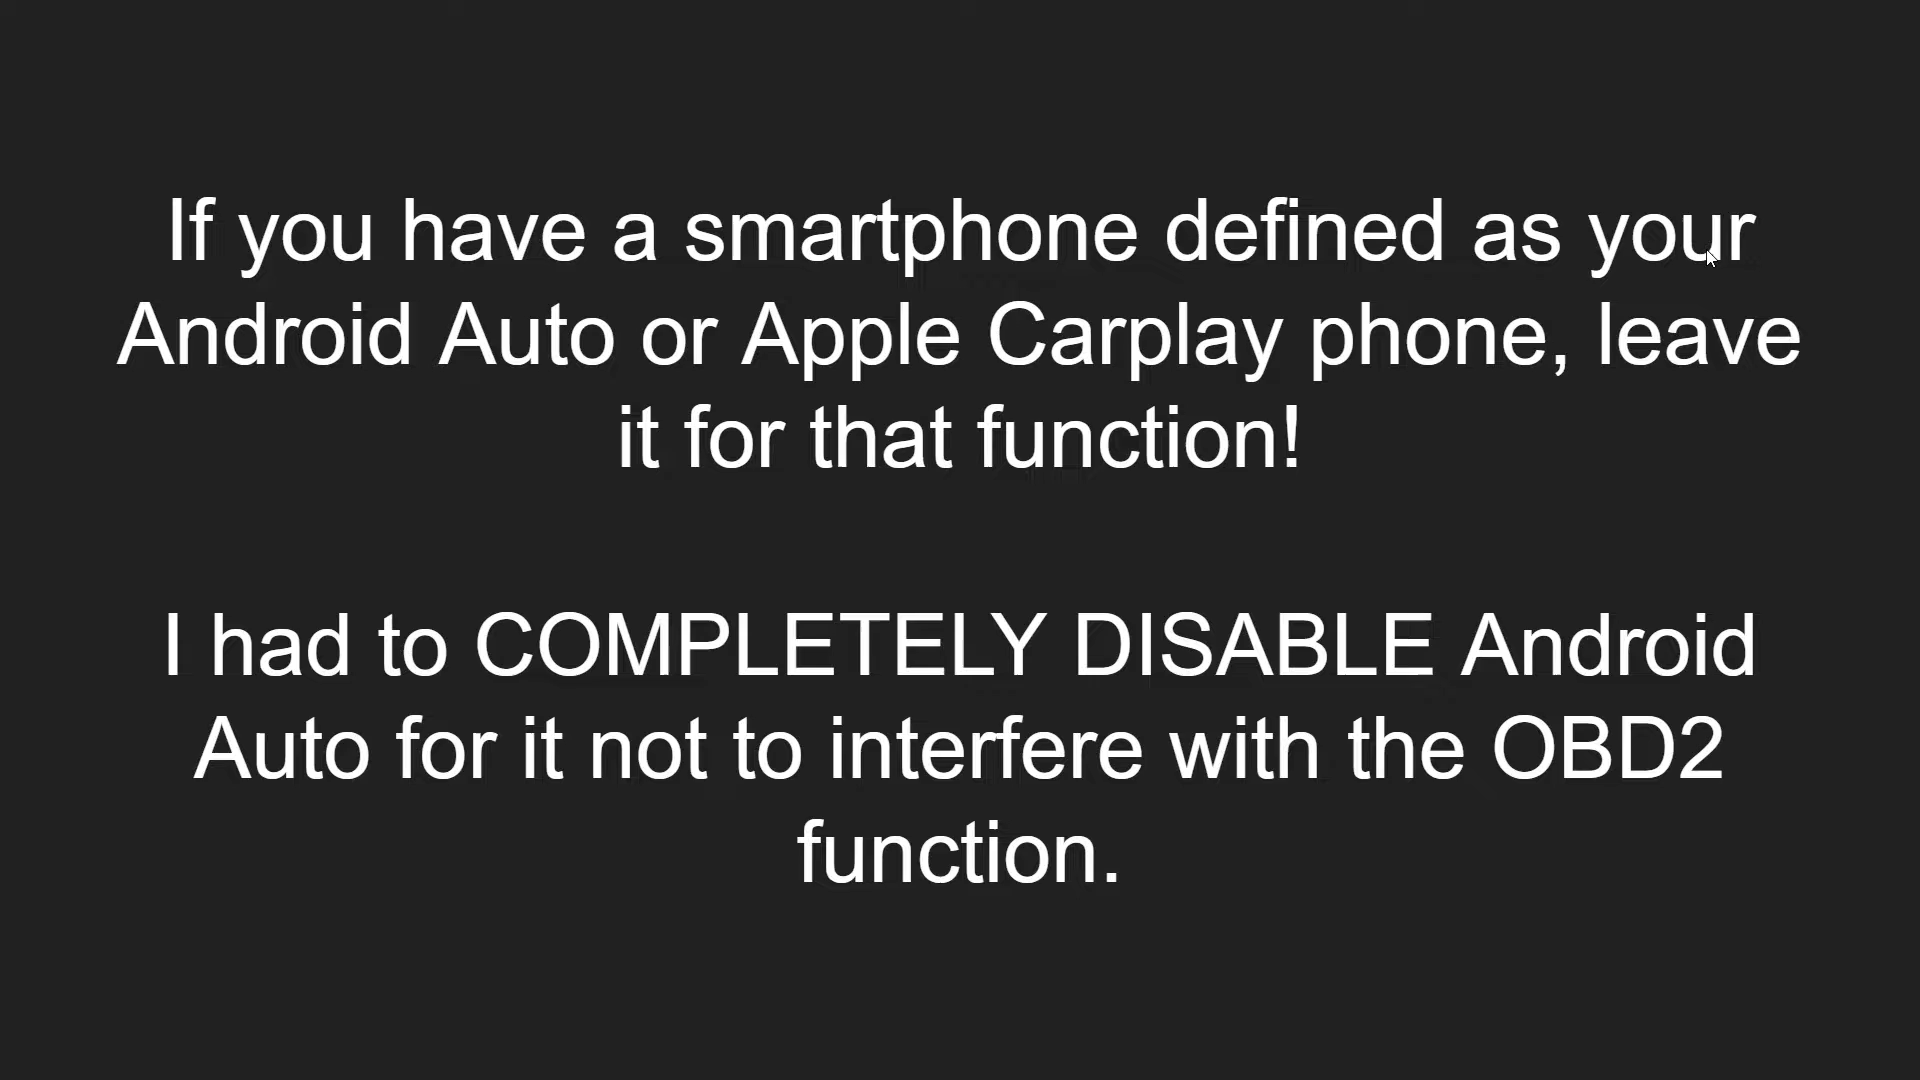 If you have a smartphone defined as your
Android Auto or Apple Carplay phone, leave
it for that function!
I had to COMPLETELY DISABLE Android
Auto for it not to interfere with the OBD2
function.